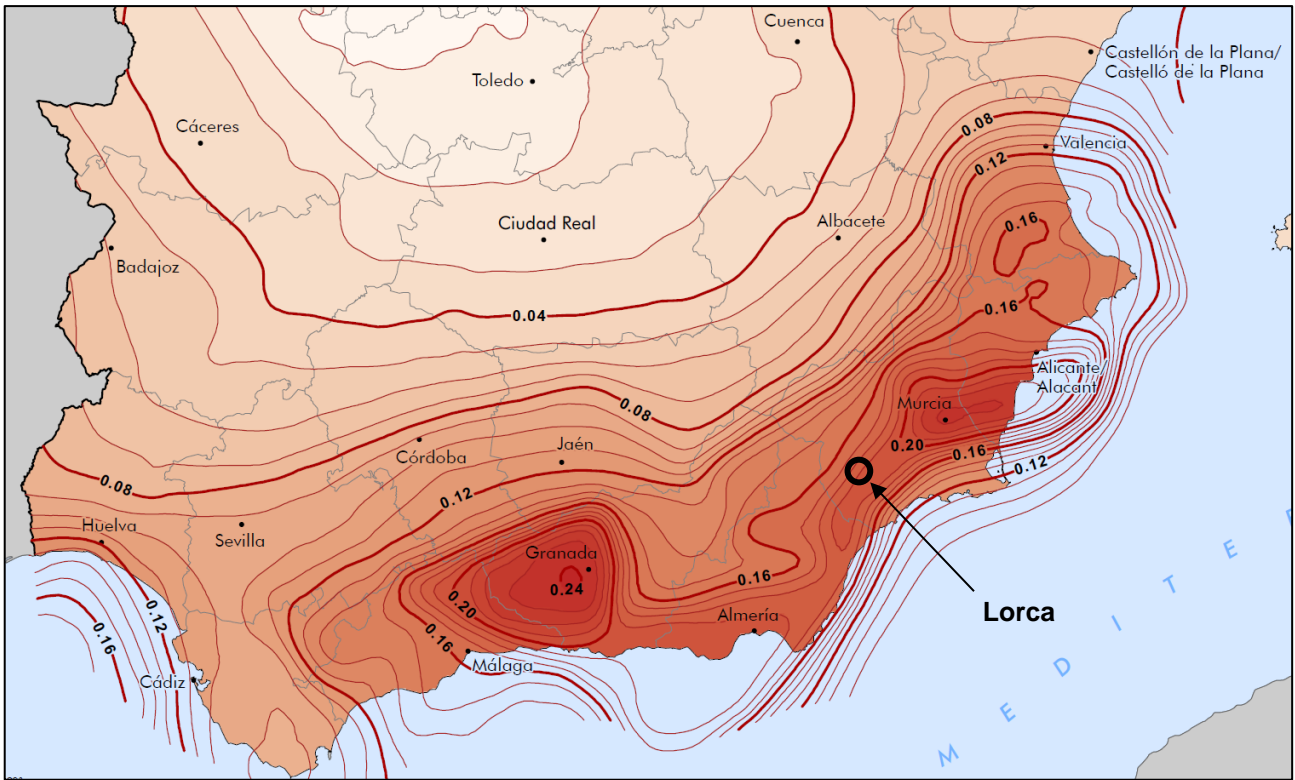 Cuenca
Castellón de la Plana/
Castelló de la Plana
Toledo
Cáceres
0.08
Valencia
0.12
Ciudad Real
Albacete
0.16
Badajoz
0.16
0.04
Alicante/
Alacant
0.08
Murcia
Jaén
Córdoba
0.20
0.16
0.12
0.08
0.12
Huelva
Sevilla
Granada
0.16
0.24
0.20
Lorca
Almería
0.12
0.16
0.16
Málaga
Cádiz
M E D I T E